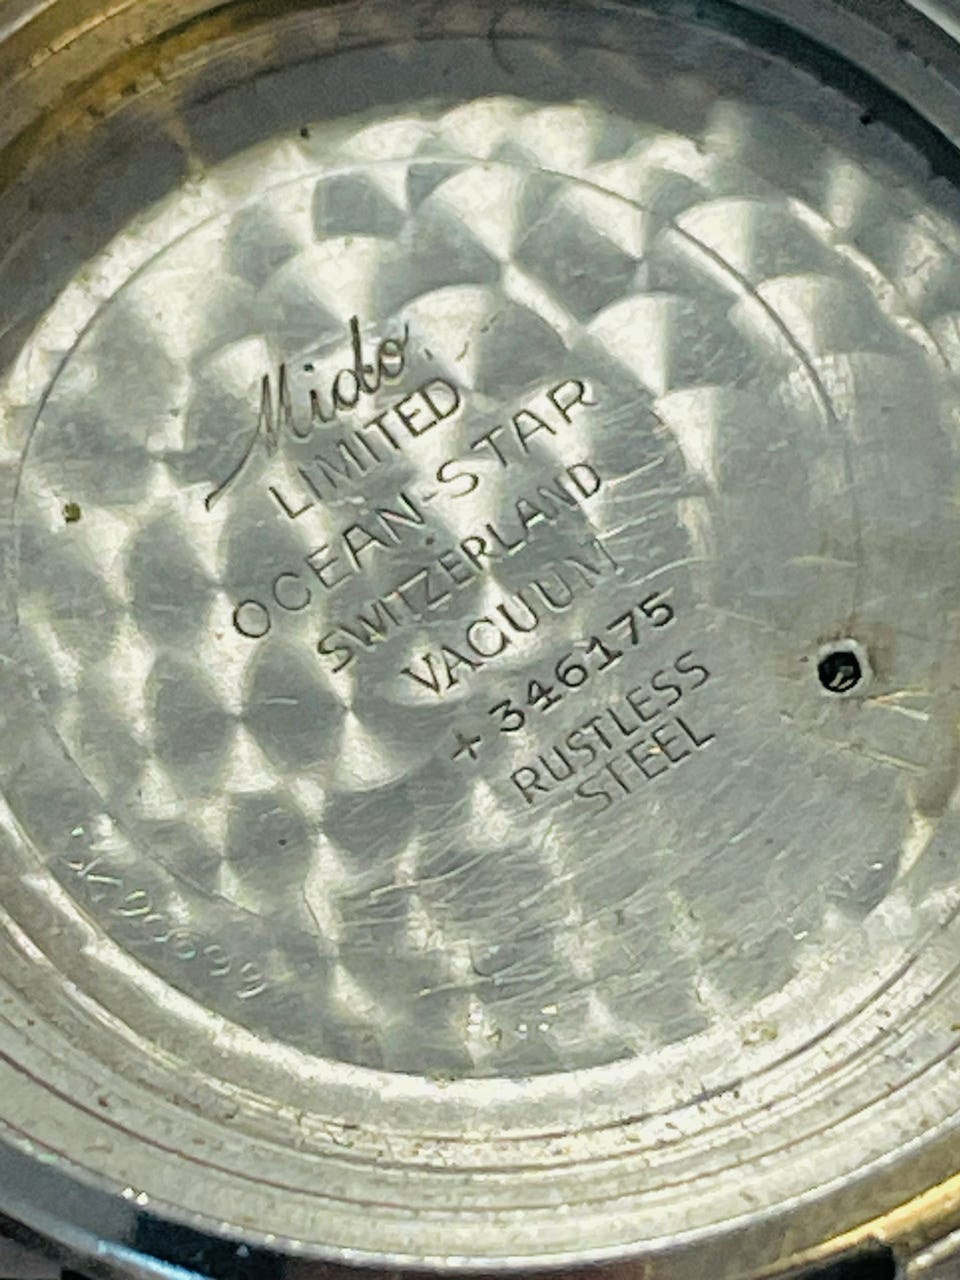 Mido
LIMITED
OCEAN-STAR
SWITZERLAND
VACUUM
+ 346175
RUSTLESS
STEEL